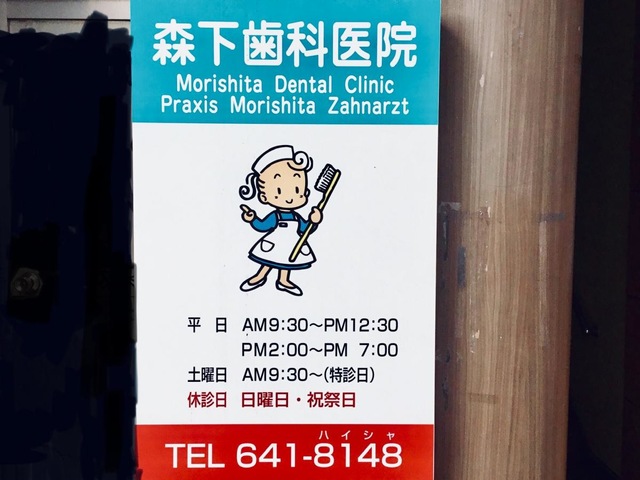 森下歯科医院
Morishita Dental Clinic
Praxis Morishita Zahnarzt
平 日 AM9:30～PM12:30
PM2:00～PM 7:00
土曜日 AM9:30～(特診日)
休診日 日曜日・祝祭日
ハイシャ
TEL 641-8148